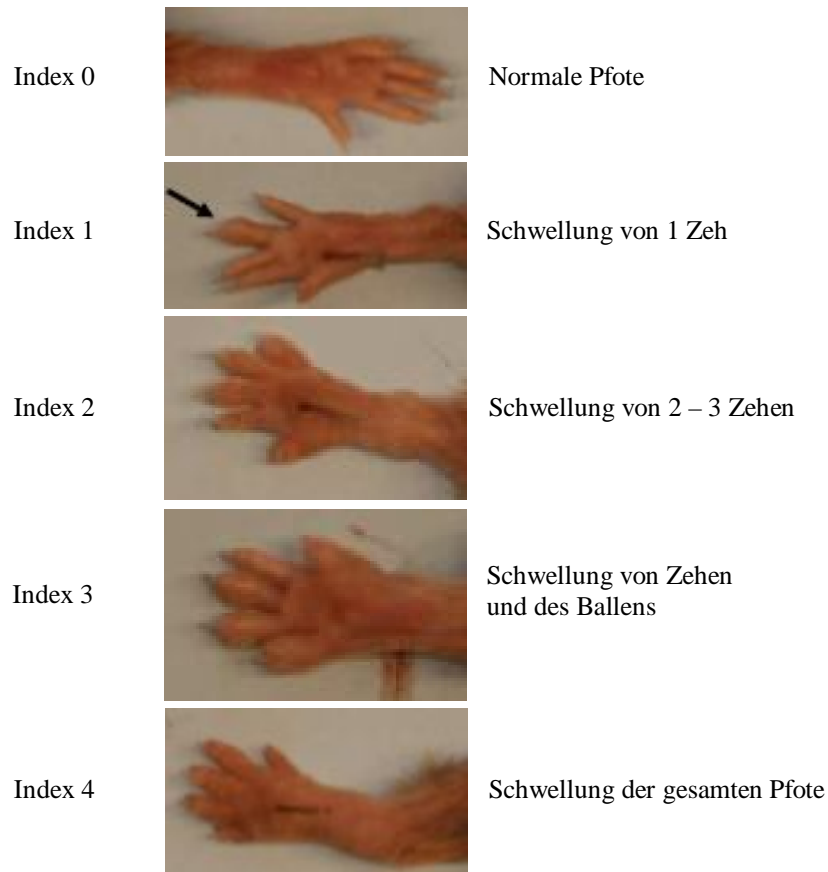 Index 0
Normale Pfote
Index 1
Schwellung von 1 Zeh
Index 2
Schwellung von 2 – 3 Zehen
Index 3
Schwellung von Zehen
und des Ballens
Index 4
Schwellung der gesamten Pfote